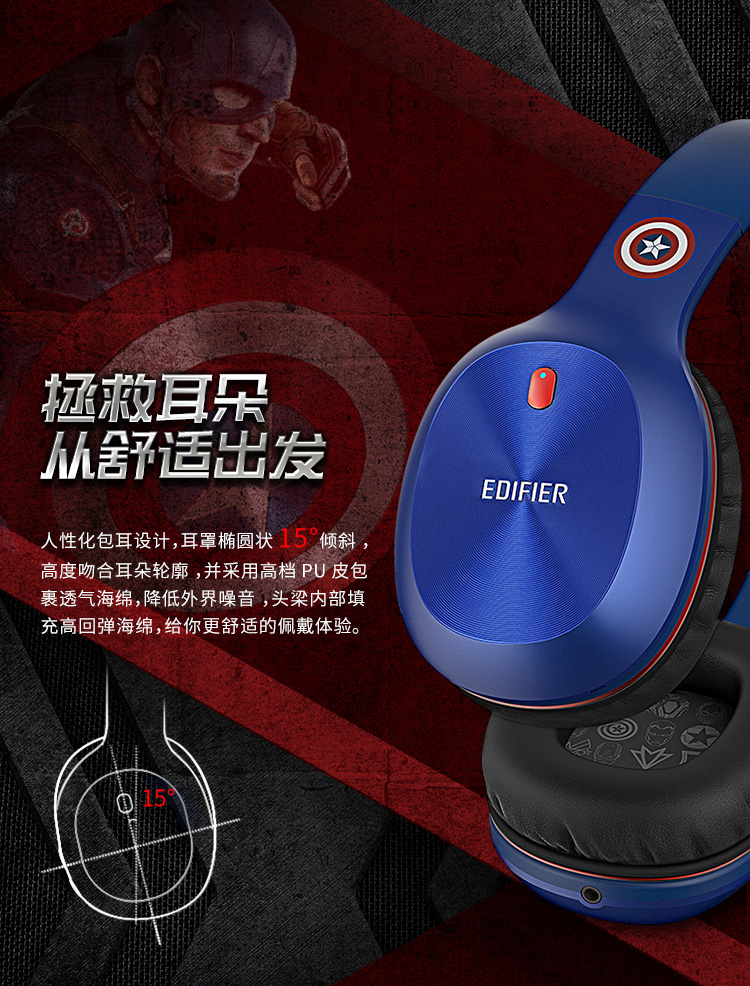 拯救耳朵
从舒适出发
EDIFIER
人性化包耳设计,耳罩椭圆状 15°倾斜,
高度吻合耳朵轮廓,并采用高档 PU 皮包
裹透气海绵,降低外界噪音,头梁内部填
充高回弹海绵,给你更舒适的佩戴体验。
15°